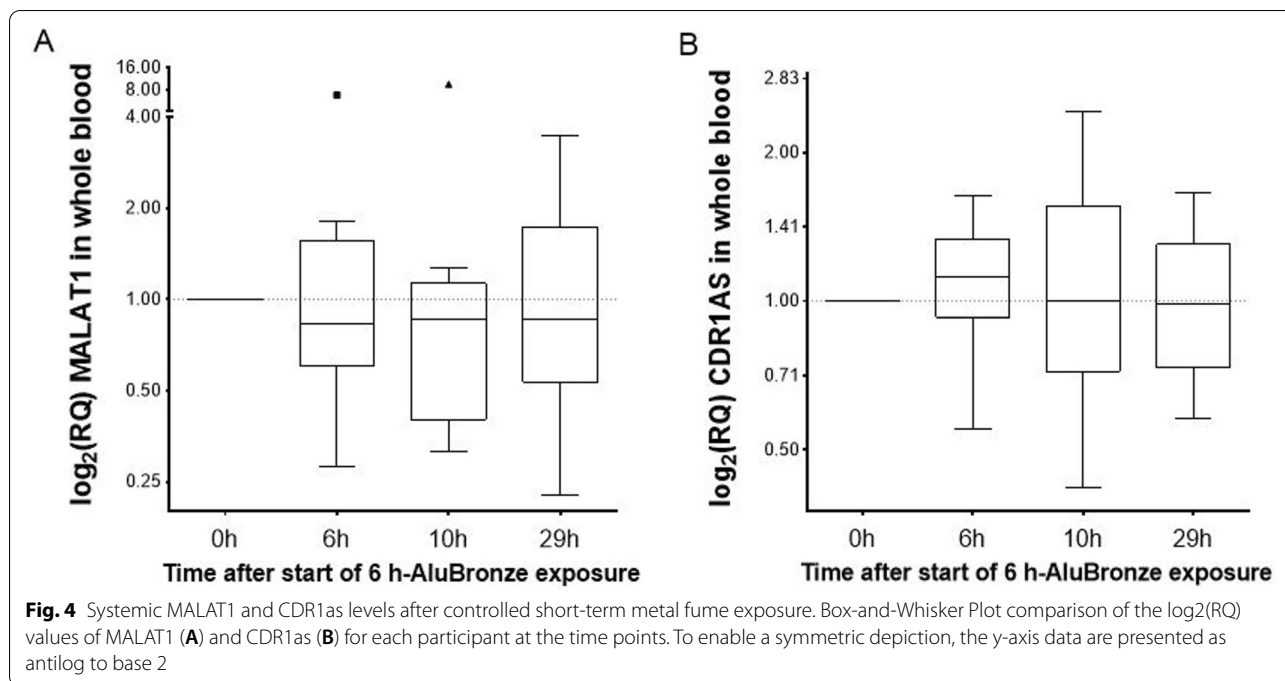 A
log₂(RQ) MALAT1 in whole blood
16.00
8.00
4.00
2.00
1.00
0.50
0.25
0h 6h 10h 29h
Time after start of 6 h-AluBronze exposure
B
log₂(RQ) CDR1AS in whole blood
2.83
2.00
1.41
1.00
0.71
0.50
0h 6h 10h 29h
Time after start of 6 h-AluBronze exposure
Fig. 4 Systemic MALAT1 and CDR1as levels after controlled short-term metal fume exposure. Box-and-Whisker Plot comparison of the log2(RQ)
values of MALAT1 (A) and CDR1as (B) for each participant at the time points. To enable a symmetric depiction, the y-axis data are presented as
antilog to base 2